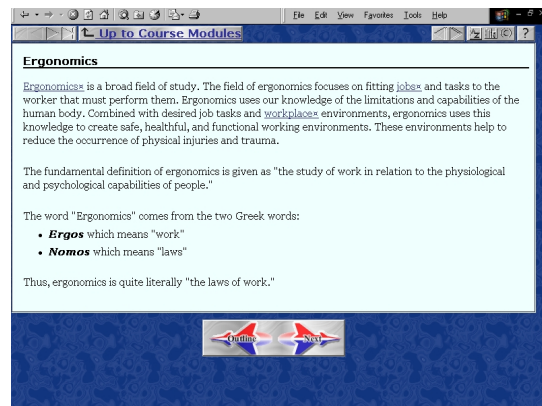 File Edit View Favorites Tools Help
Up to Course Modules
?
Ergonomics
Ergonomics¤ is a broad field of study. The field of ergonomics focuses on fitting jobs¤ and tasks to the
worker that must perform them. Ergonomics uses our knowledge of the limitations and capabilities of the
human body. Combined with desired job tasks and workplace¤ environments, ergonomics uses this
knowledge to create safe, healthful, and functional working environments. These environments help to
reduce the occurrence of physical injuries and trauma.
The fundamental definition of ergonomics is given as "the study of work in relation to the physiological
and psychological capabilities of people."
The word "Ergonomics" comes from the two Greek words:
• Ergos which means "work"
• Nomos which means "laws"
Thus, ergonomics is quite literally "the laws of work."
Outline Next